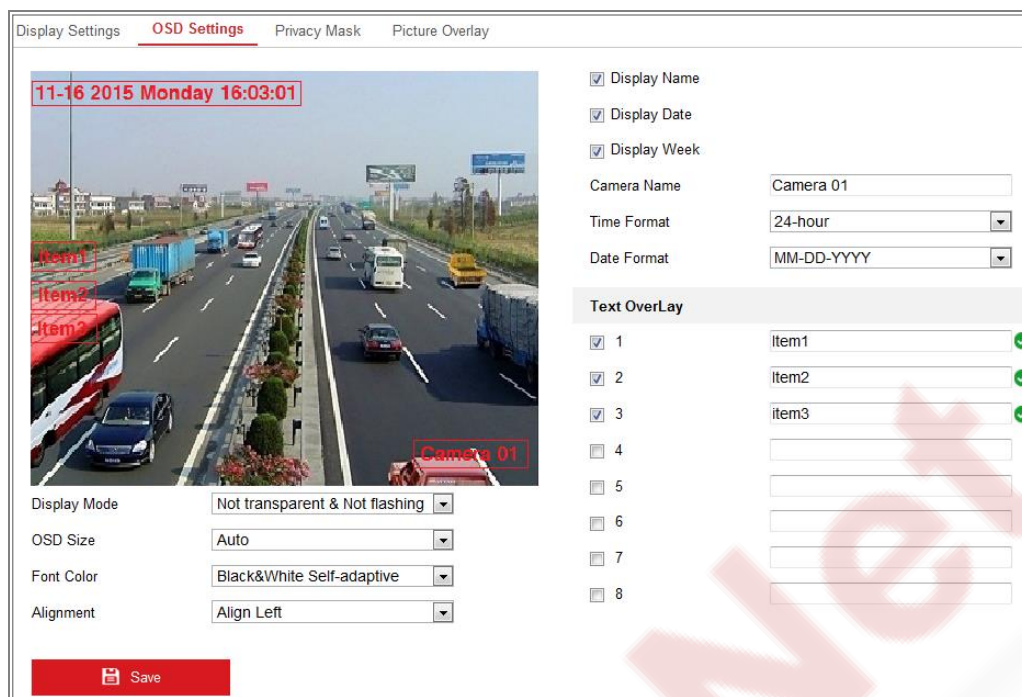 Display Settings OSD Settings Privacy Mask Picture Overlay
11-16 2015 Monday 16:03:01
Item1
Item2
Item3
Camera 01
Display Mode Not transparent & Not flashing
OSD Size Auto
Font Color Black&White Self-adaptive
Alignment Align Left
Save
Display Name
Display Date
Display Week
Camera Name Camera 01
Time Format 24-hour
Date Format MM-DD-YYYY
Text OverLay
1 Item1
2 Item2
3 item3
4
5
6
7
8
Net